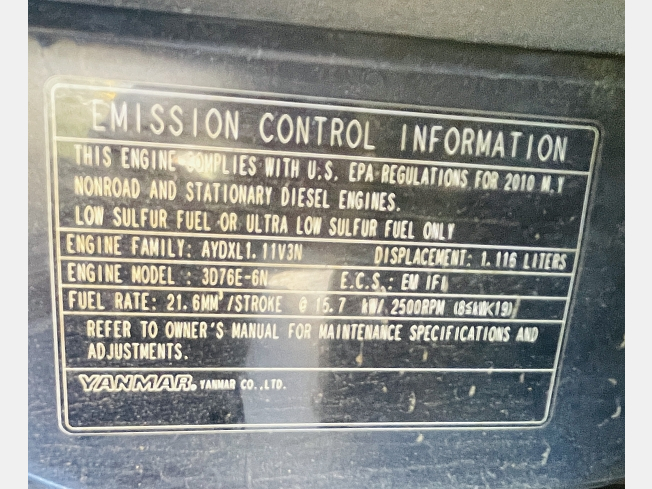 EMISSION CONTROL INFORMATION
THIS ENGINE COMPLIES WITH U.S. EPA REGULATIONS FOR 2010 M.Y
NONROAD AND STATIONARY DIESEL ENGINES.
LOW SULFUR FUEL OR ULTRA LOW SULFUR FUEL ONLY
ENGINE FAMILY: AYDXL1.11V3N DISPLACEMENT: 1.116 LITERS
ENGINE MODEL : 3D76E-6N E.C.S.: EM IFI
FUEL RATE: 21.6MM³/STROKE @ 15.7 kW/ 2500RPM (8≤kW<19)
REFER TO OWNER'S MANUAL FOR MAINTENANCE SPECIFICATIONS AND
ADJUSTMENTS.
YANMAR. YANMAR CO.,LTD.